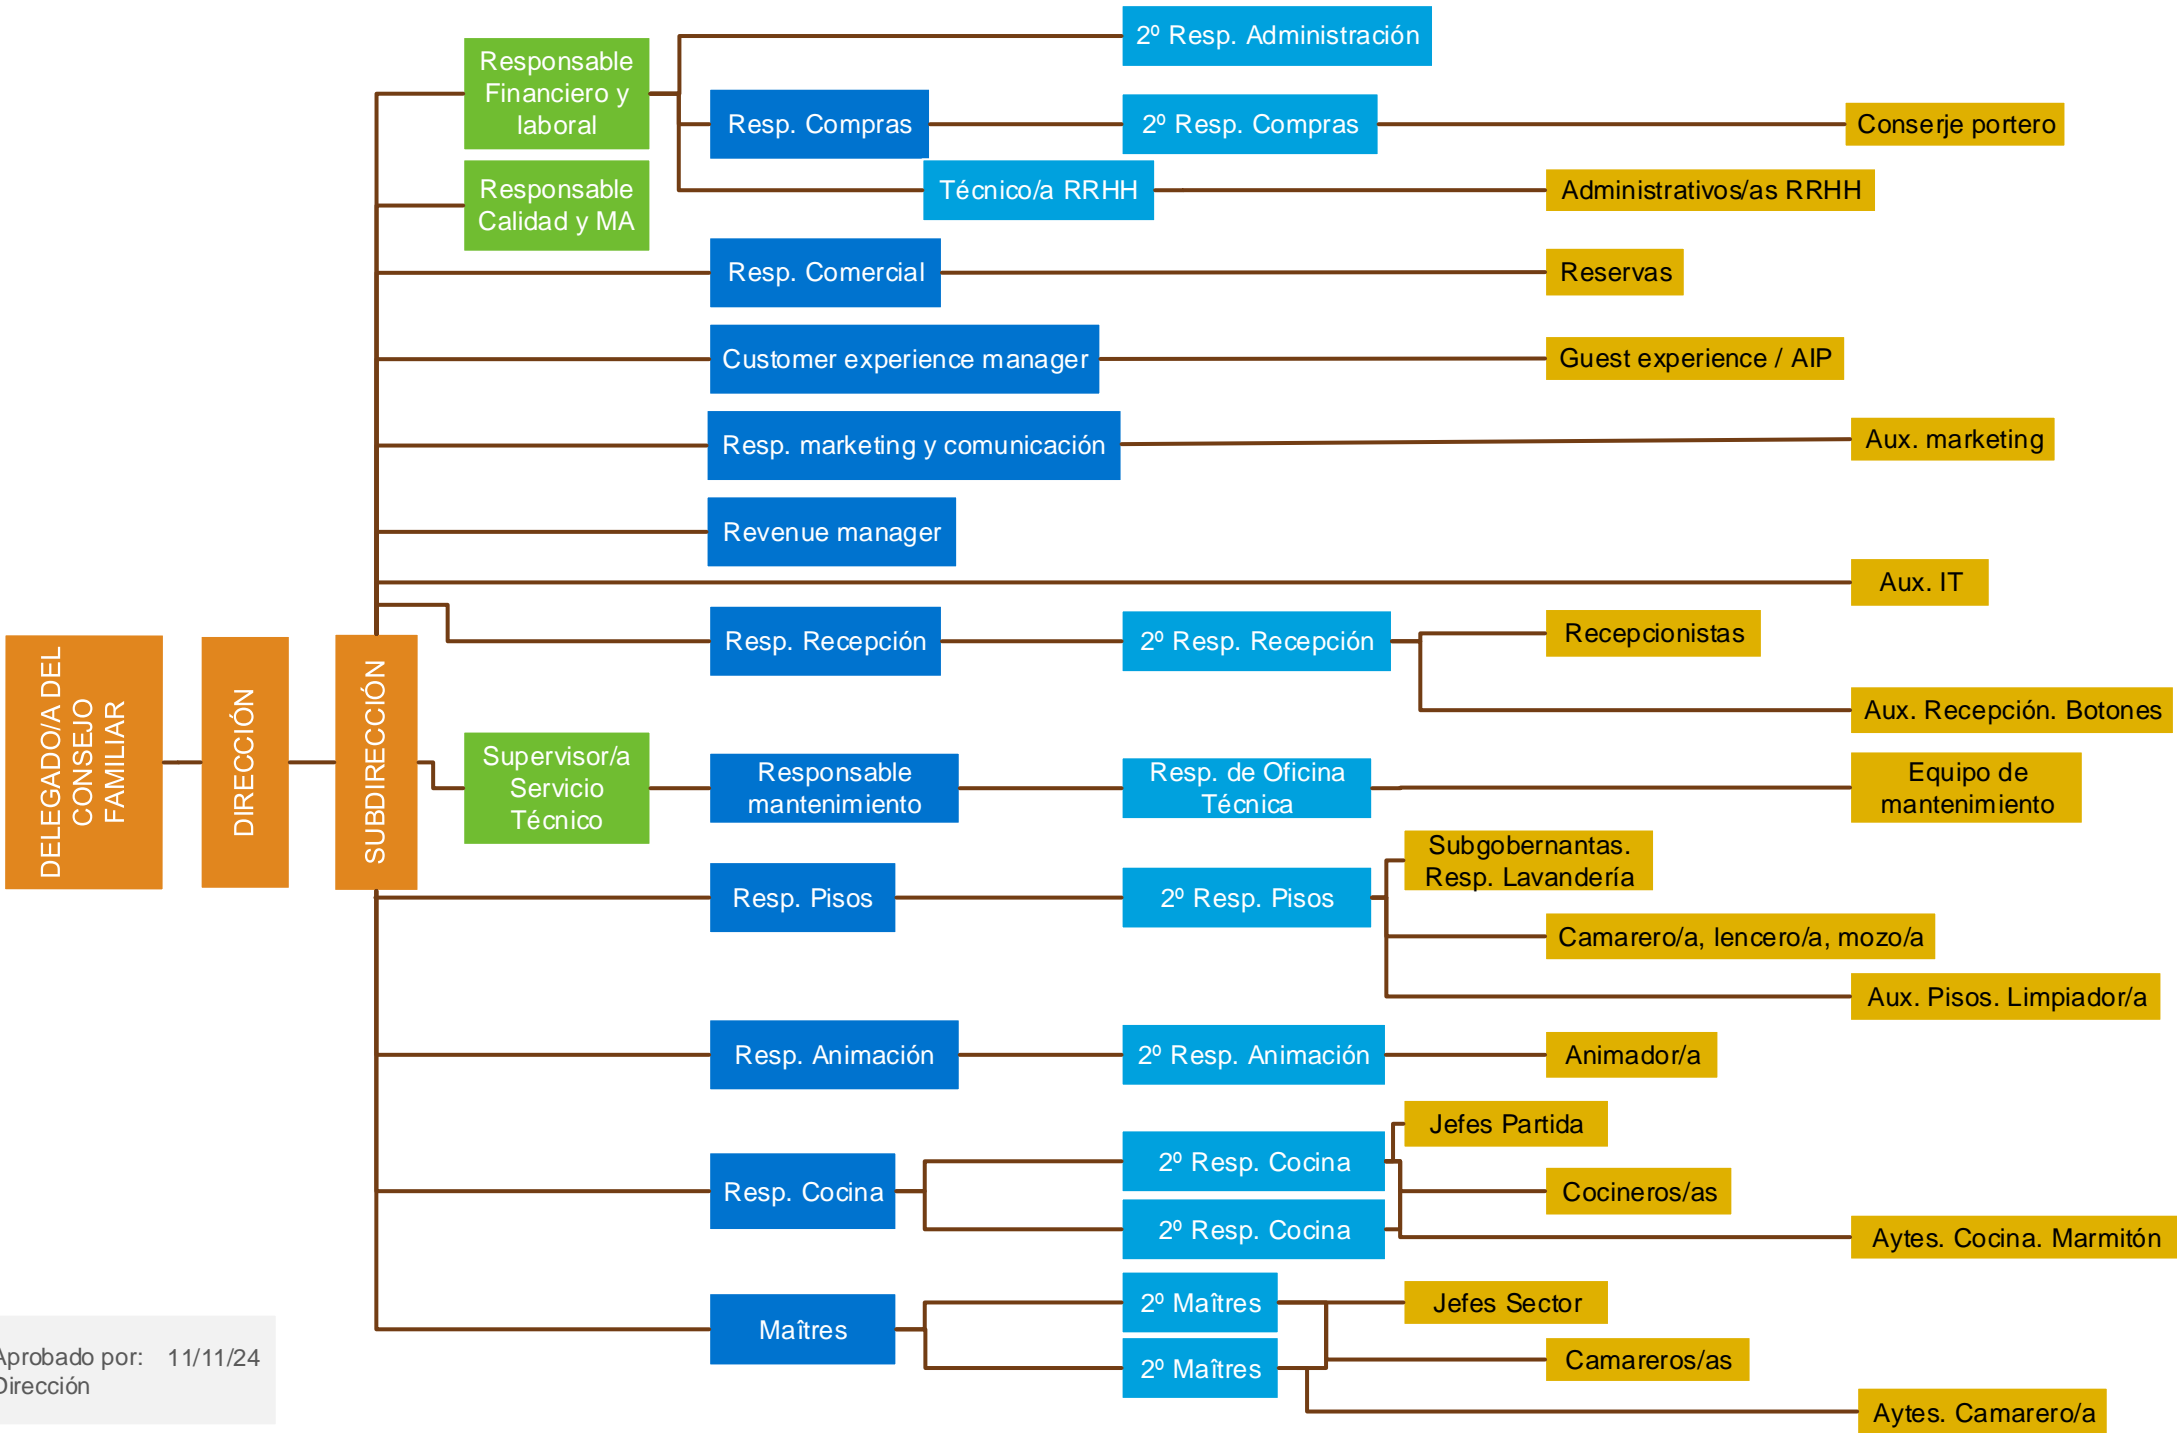 2º Resp. Administración
Responsable
Financiero y
laboral
Resp. Compras
2º Resp. Compras
Conserje portero
Responsable
Calidad y MA
Técnico/a RRHH
Administrativos/as RRHH
Resp. Comercial
Reservas
Customer experience manager
Guest experience / AIP
Resp. marketing y comunicación
Aux. marketing
Revenue manager
Aux. IT
Resp. Recepción
2º Resp. Recepción
Recepcionistas
Aux. Recepción. Botones
DELEGADO/A DEL
CONSEJO
FAMILIAR
DIRECCIÓN
SUBDIRECCIÓN
Supervisor/a
Servicio
Técnico
Responsable
mantenimiento
Resp. de Oficina
Técnica
Equipo de
mantenimiento
Resp. Pisos
2º Resp. Pisos
Subgobernantas.
Resp. Lavandería
Camarero/a, lencero/a, mozo/a
Aux. Pisos. Limpiador/a
Resp. Animación
2º Resp. Animación
Animador/a
Resp. Cocina
2º Resp. Cocina
2º Resp. Cocina
Jefes Partida
Cocineros/as
Aytes. Cocina. Marmitón
Maîtres
2º Maîtres
2º Maîtres
Jefes Sector
Camareros/as
Aytes. Camarero/a
Aprobado por: 11/11/24
Dirección